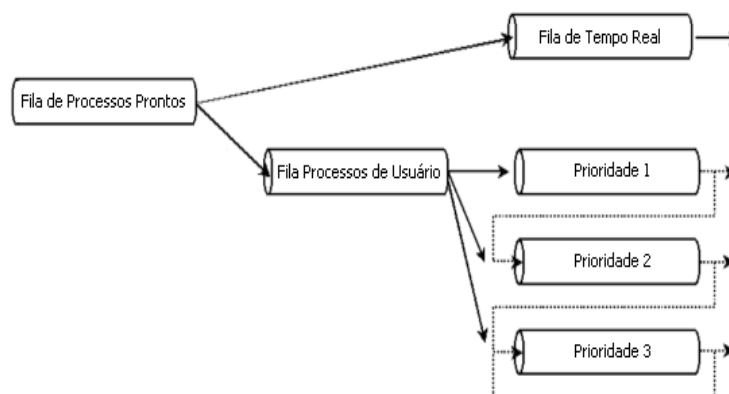 Fila de Tempo Real
Fila de Processos Prontos
Fila Processos de Usuário
Prioridade 1
Prioridade 2
Prioridade 3